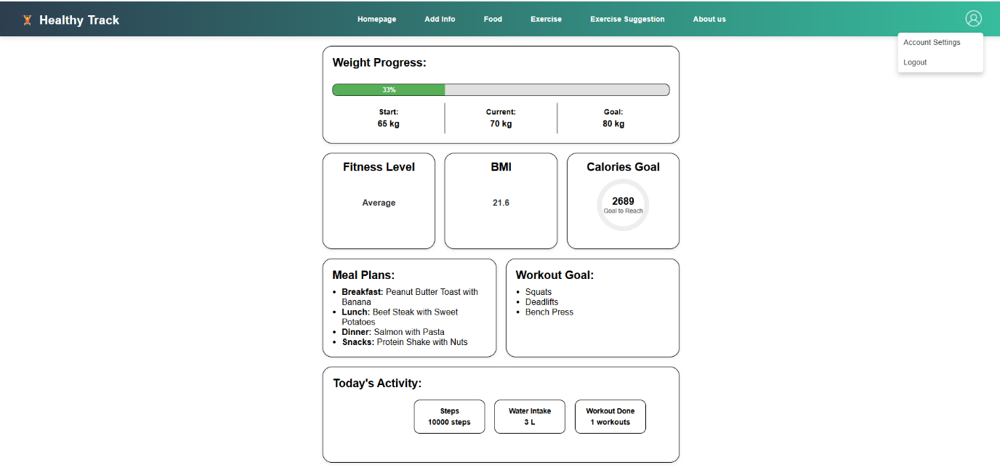 Healthy Track
Homepage
Add Info
Food
Exercise
Exercise Suggestion
About us
Account Settings
Logout
Weight Progress:
33%
Start:
65 kg
Current:
70 kg
Goal:
80 kg
Fitness Level
Average
BMI
21.6
Calories Goal
2689
Goal to Reach
Meal Plans:
• Breakfast: Peanut Butter Toast with
Banana
• Lunch: Beef Steak with Sweet
Potatoes
• Dinner: Salmon with Pasta
• Snacks: Protein Shake with Nuts
Workout Goal:
• Squats
• Deadlifts
• Bench Press
Today's Activity:
Steps
10000 steps
Water Intake
3 L
Workout Done
1 workouts